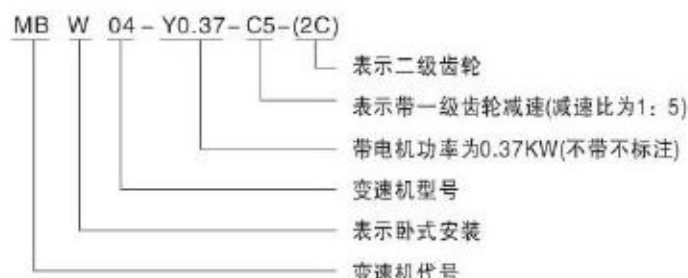 MB W 04-Y0.37-C5-(2C)
表示二级齿轮
表示带一级齿轮减速(减速比为1: 5)
带电机功率为0.37KW(不带不标注)
变速机型号
表示卧式安装
变速机代号